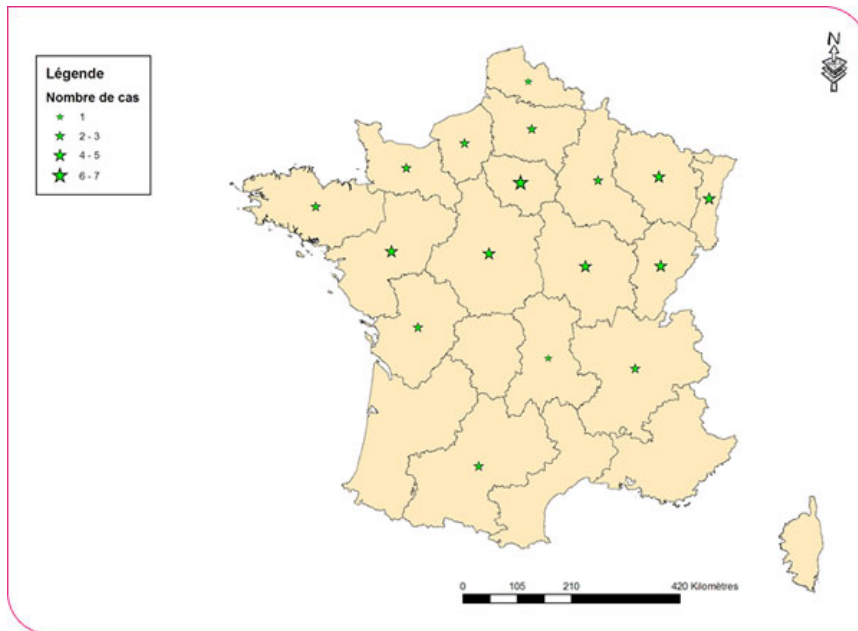 Légende
Nombre de cas
1
2 - 3
4 - 5
6 - 7
N
0 105 210 420 Kilomètres